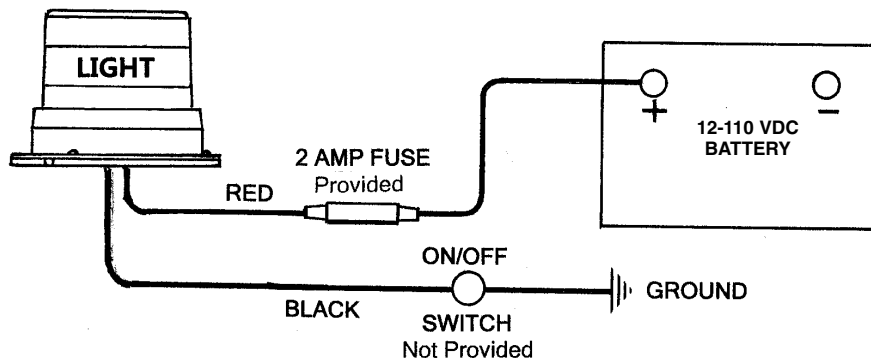 LIGHT
2 AMP FUSE
Provided
RED
+
−
12-110 VDC
BATTERY
ON/OFF
BLACK
SWITCH
Not Provided
GROUND